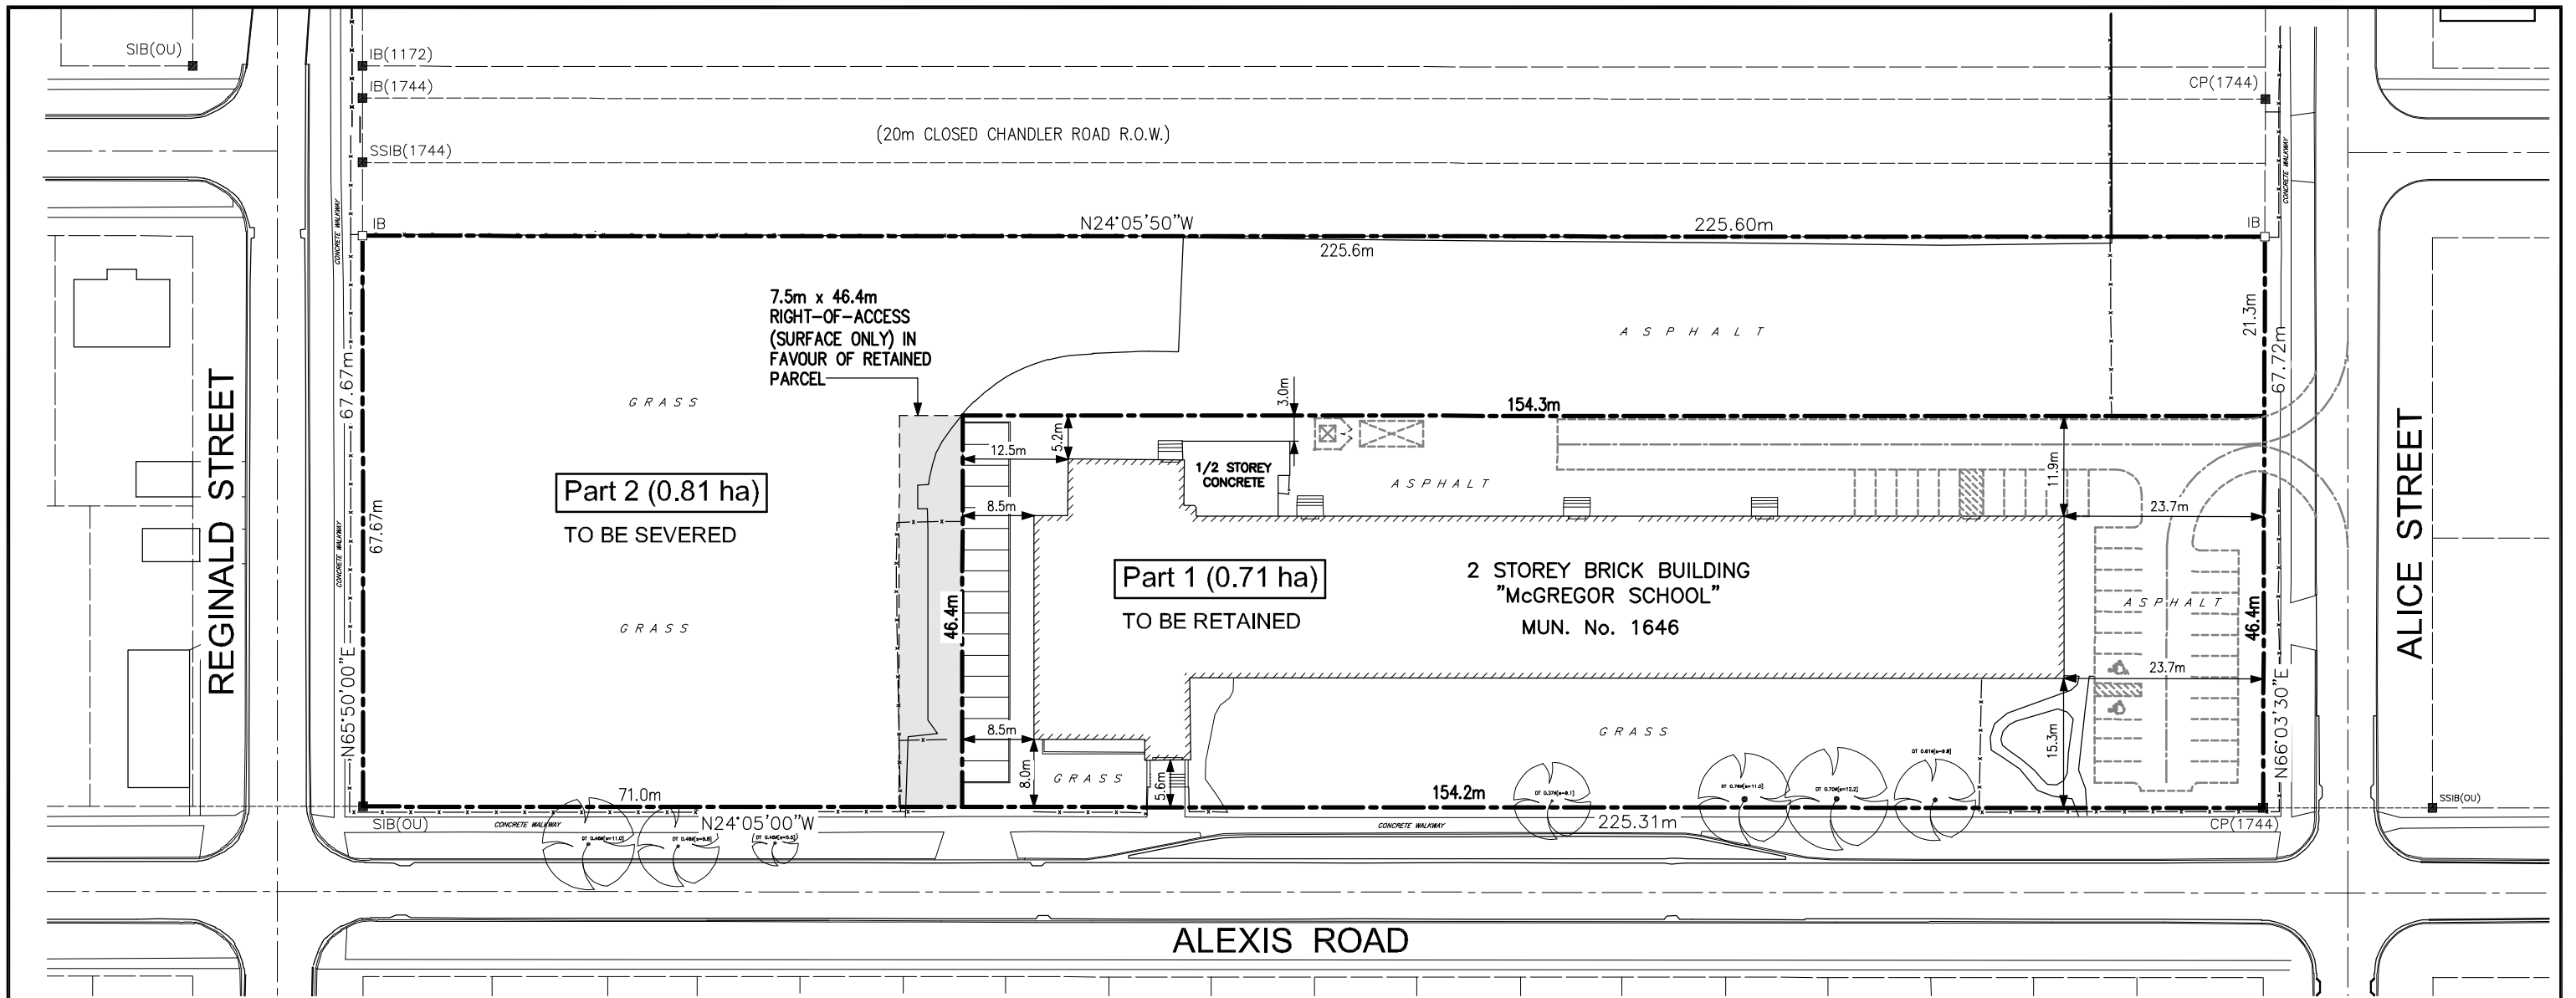 SIB(OU)
IB(1172)
IB(1744)
CP(1744)
(20m CLOSED CHANDLER ROAD R.O.W.)
SSIB(1744)
CONCRETE WALKWAY
CONCRETE WALKWAY
IB
N24°05'50"W
225.60m
IB
225.6m
7.5m x 46.4m
RIGHT-OF-ACCESS
(SURFACE ONLY) IN
FAVOUR OF RETAINED
PARCEL
ASPHALT
21.3m
67.72m
67.67m
GRASS
3.0m
154.3m
REGINALD STREET
ALICE STREET
12.5m
5.2m
1/2 STOREY
CONCRETE
ASPHALT
11.9m
Part 2 (0.81 ha)
TO BE SEVERED
67.67m
CONCRETE WALKWAY
8.5m
23.7m
Part 1 (0.71 ha)
TO BE RETAINED
2 STOREY BRICK BUILDING
"McGREGOR SCHOOL"
MUN. No. 1646
ASPHALT
46.4m
46.4m
GRASS
N65°50'00"E
N66°03'30"E
23.7m
8.5m
GRASS
15.3m
8.0m
GRASS
5.6m
71.0m
154.2m
SSIB(OU)
SIB(OU)
CONCRETE WALKWAY
N24°05'00"W
CONCRETE WALKWAY
225.31m
CP(1744)
ALEXIS ROAD